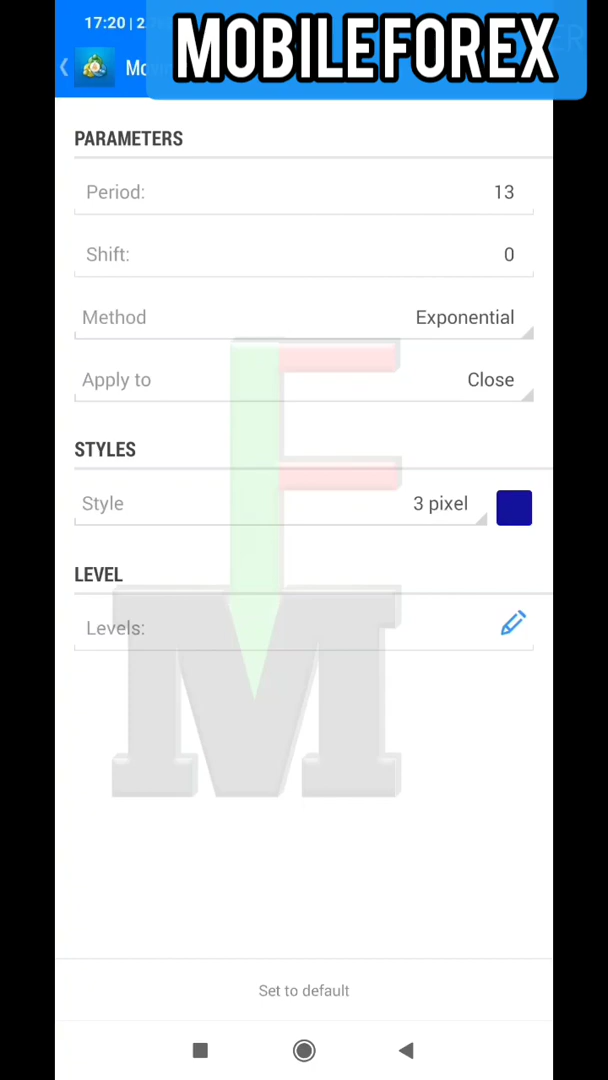 17:20 | 2
MOBILEFOREX
PARAMETERS
Period: 13
Shift: 0
Method Exponential
Apply to Close
STYLES
Style 3 pixel
LEVEL
Levels:
Set to default